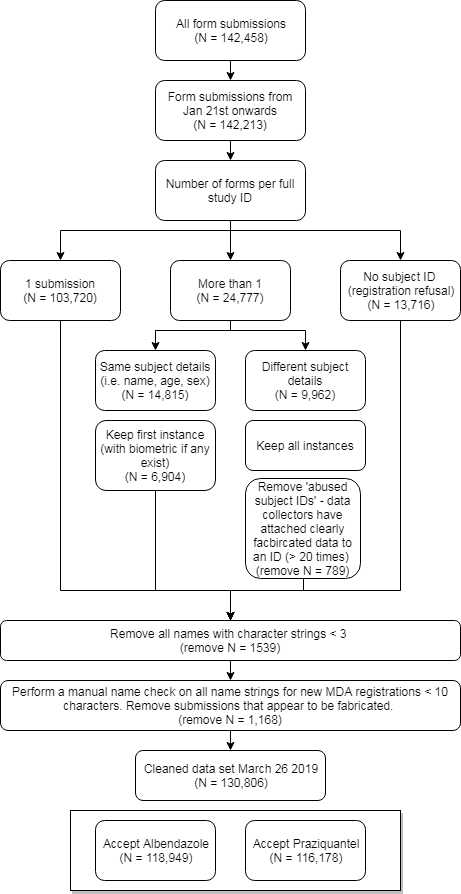 All form submissions
(N = 142,458)
Form submissions from
Jan 21st onwards
(N = 142,213)
Number of forms per full
study ID
1 submission
(N = 103,720)
More than 1
(N = 24,777)
No subject ID
(registration refusal)
(N = 13,716)
Same subject details
(i.e. name, age, sex)
(N = 14,815)
Different subject
details
(N = 9,962)
Keep first instance
(with biometric if any
exist)
(N = 6,904)
Keep all instances
Remove 'abused
subject IDs' - data
collectors have
attached clearly
facbircated data to
an ID (> 20 times)
(remove N = 789)
Remove all names with character strings < 3
(remove N = 1539)
Perform a manual name check on all name strings for new MDA registrations < 10
characters. Remove submissions that appear to be fabricated.
(remove N = 1,168)
Cleaned data set March 26 2019
(N = 130,806)
Accept Albendazole
(N = 118,949)
Accept Praziquantel
(N = 116,178)